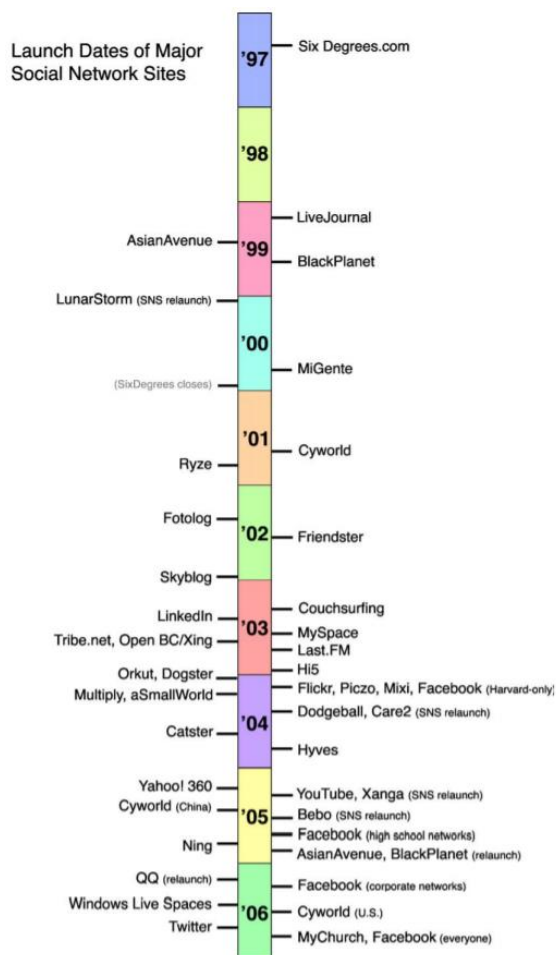 Launch Dates of Major
Social Network Sites
'97
Six Degrees.com
'98
LiveJournal
AsianAvenue
'99
BlackPlanet
LunarStorm (SNS relaunch)
'00
MiGente
(SixDegrees closes)
'01
Cyworld
Ryze
Fotolog
'02
Friendster
Skyblog
Couchsurfing
LinkedIn
'03
MySpace
Tribe.net, Open BC/Xing
Last.FM
Hi5
Orkut, Dogster
Flickr, Piczo, Mixi, Facebook (Harvard-only)
Multiply, aSmallWorld
Dodgeball, Care2 (SNS relaunch)
'04
Catster
Hyves
Yahoo! 360
YouTube, Xanga (SNS relaunch)
Cyworld (China)
Bebo (SNS relaunch)
'05
Facebook (high school networks)
Ning
AsianAvenue, BlackPlanet (relaunch)
QQ (relaunch)
Facebook (corporate networks)
Windows Live Spaces
'06
Cyworld (U.S.)
Twitter
MyChurch, Facebook (everyone)